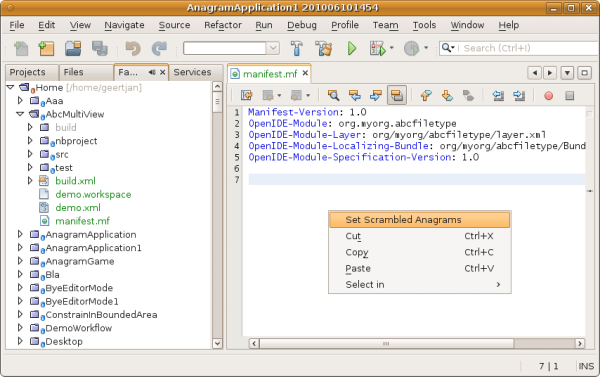 AnagramApplication1 201006101454
File Edit View Navigate Source Refactor Run Debug Profile Team Tools Window Help
Search (Ctrl+I)
Projects Files Fa... Services
manifest.mf
Home [/home/geertjan]
Aaa
AbcMultiView
build
nbproject
src
test
build.xml
demo.workspace
demo.xml
manifest.mf
AnagramApplication
AnagramApplication1
AnagramGame
Bla
ByeEditorMode
ByeEditorMode1
ConstrainInBoundedArea
DemoWorkflow
Desktop
1 Manifest-Version: 1.0
2 OpenIDE-Module: org.myorg.abcfiletype
3 OpenIDE-Module-Layer: org/myorg/abcfiletype/layer.xml
4 OpenIDE-Module-Localizing-Bundle: org/myorg/abcfiletype/Bund
5 OpenIDE-Module-Specification-Version: 1.0
6
7
Set Scrambled Anagrams
Cut Ctrl+X
Copy Ctrl+C
Paste Ctrl+V
Select in
7 | 1 INS